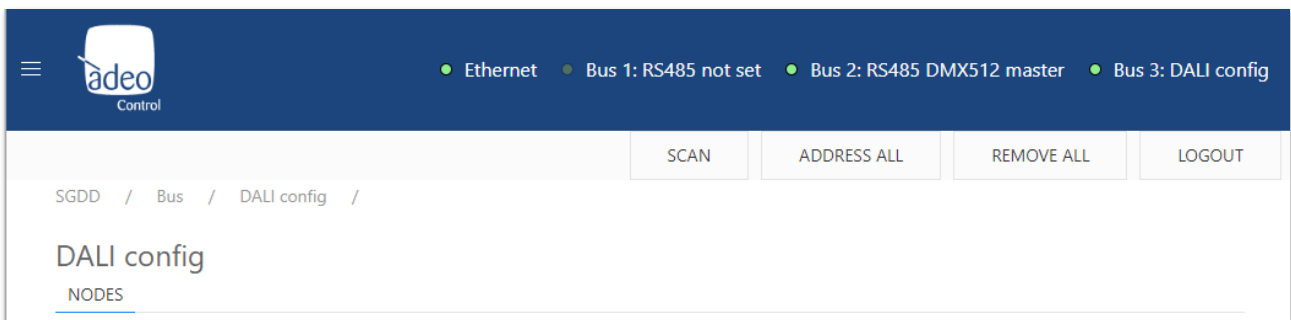 àdeo
Control
Ethernet Bus 1: RS485 not set Bus 2: RS485 DMX512 master Bus 3: DALI config
SCAN ADDRESS ALL REMOVE ALL LOGOUT
SGDD / Bus / DALI config /
DALI config
NODES